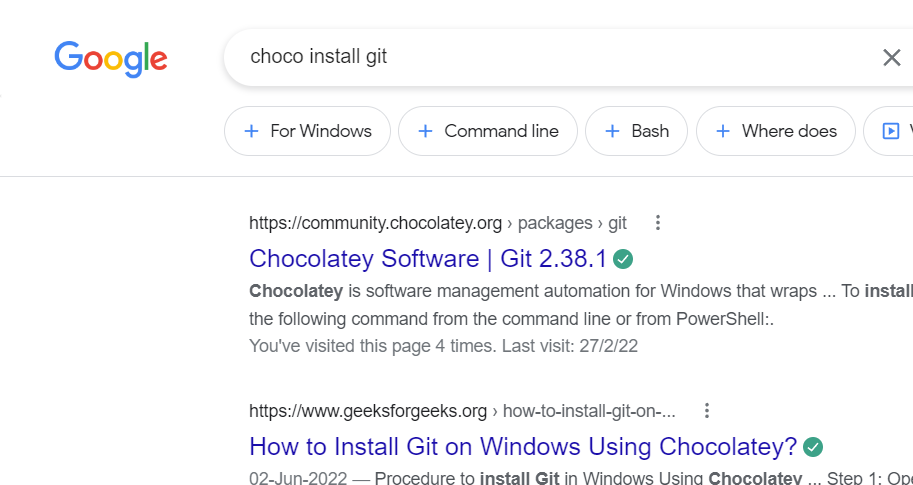 Google
choco install git
For Windows
Command line
Bash
Where does
https://community.chocolatey.org › packages › git
Chocolatey Software | Git 2.38.1
Chocolatey is software management automation for Windows that wraps ... To install
the following command from the command line or from PowerShell:.
You've visited this page 4 times. Last visit: 27/2/22
https://www.geeksforgeeks.org › how-to-install-git-on-...
How to Install Git on Windows Using Chocolatey?
02-Jun-2022 — Procedure to install Git in Windows Using Chocolatey ... Step 1: